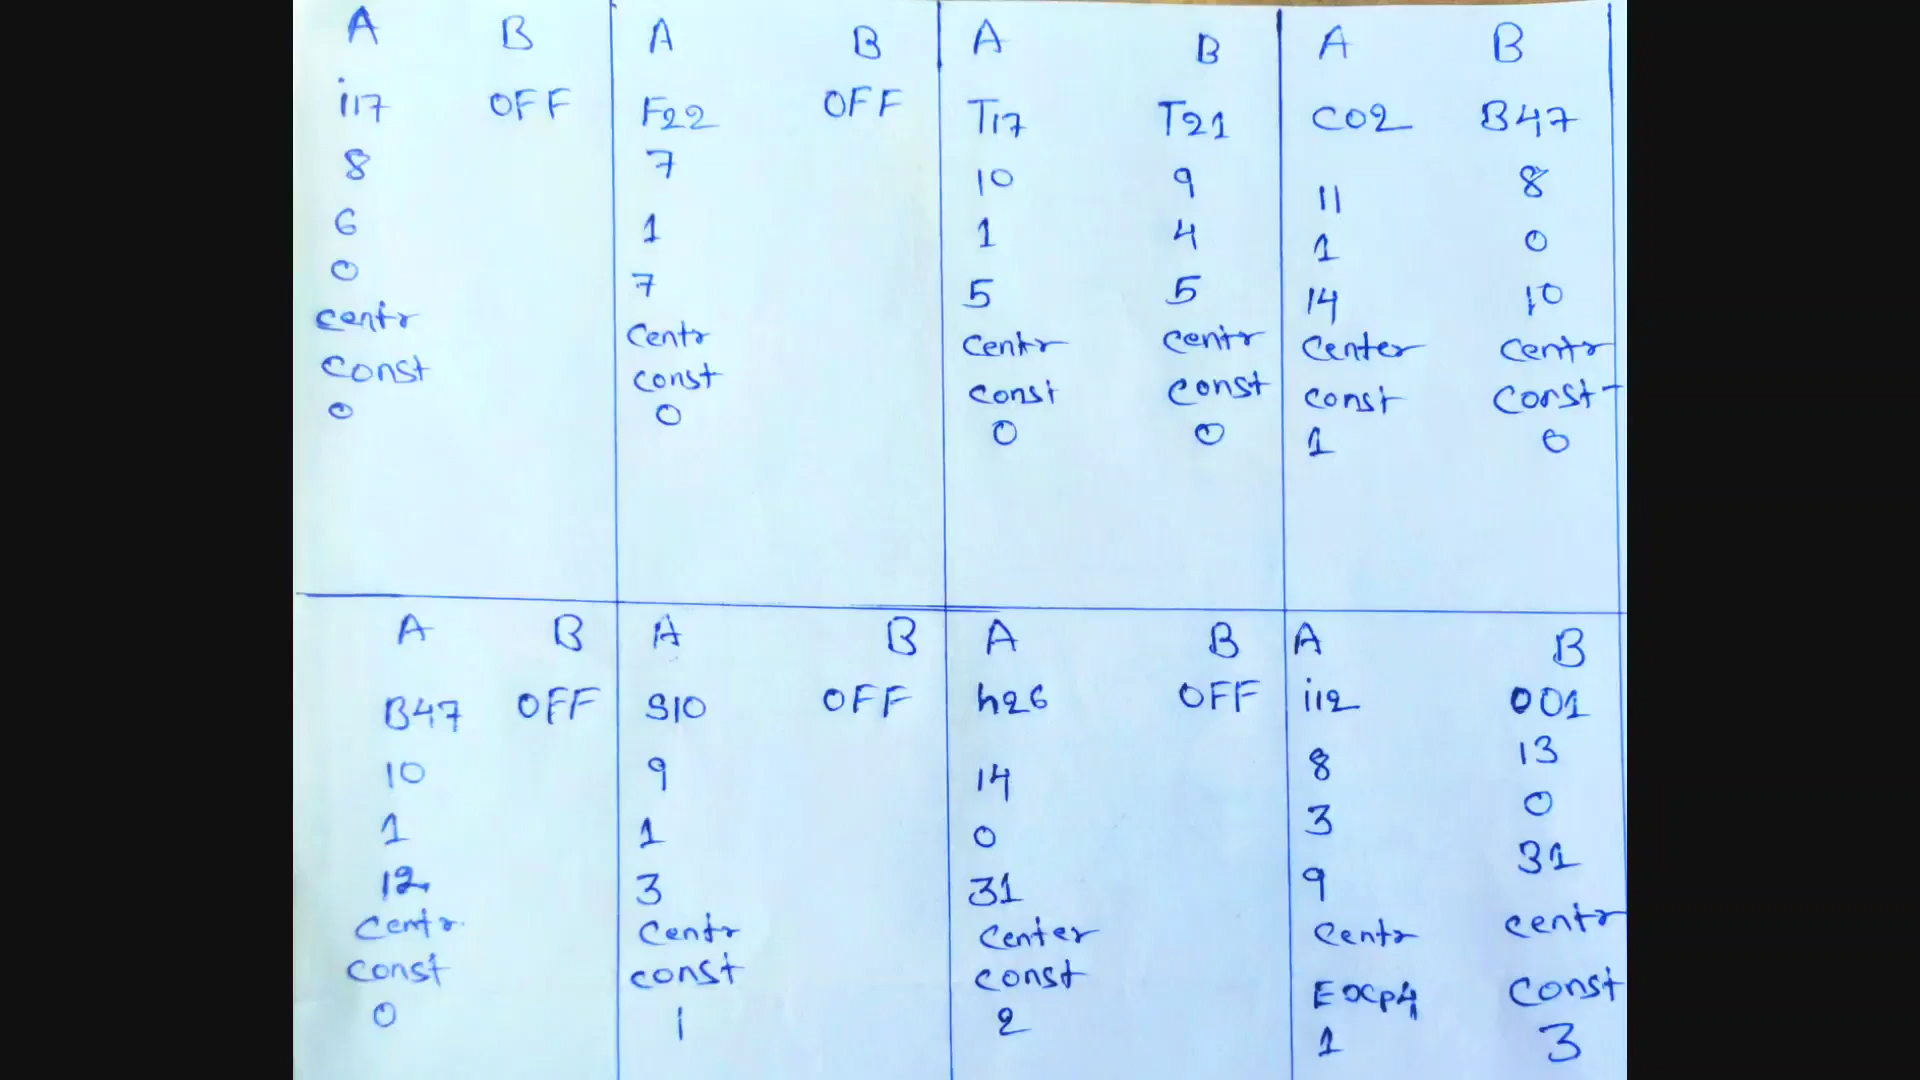 A B
i17 OFF
8
6
0
centr
const
0
A B
F22 OFF
7
1
7
Centr
const
0
A B
T17 T21
10 9
1 4
5 5
Centr centr
const const
0 0
A B
C02 B47
11 8
1 0
14 10
Center Centr
const Const
1 0
A B
B47 OFF
10
1
12
Centr
const
0
A B
S10 OFF
9
1
3
Centr
const
1
A B
h26 OFF
14
0
31
Center
const
2
A B
i12 001
8 13
3 0
9 31
Centr centr
Exp4 Const
1 3